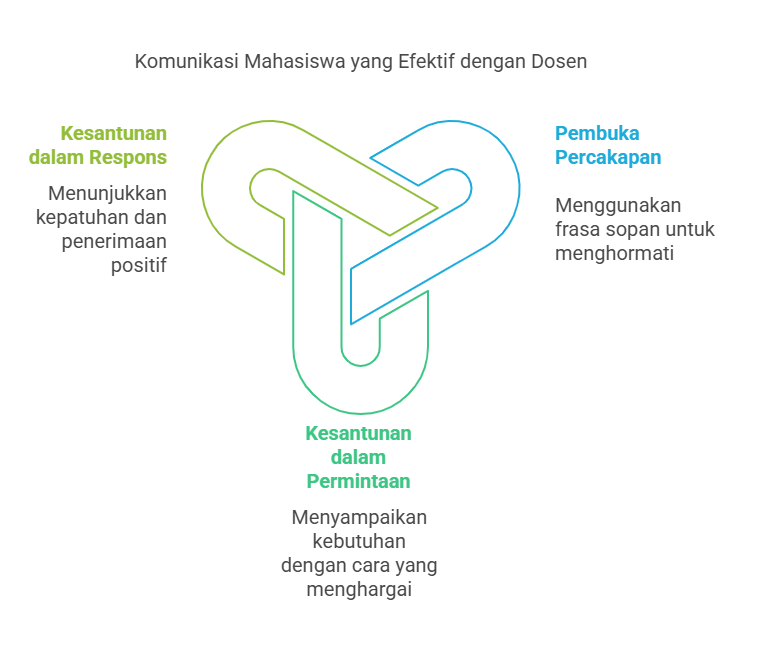 Komunikasi Mahasiswa yang Efektif dengan Dosen
Kesantunan
dalam Respons
Menunjukkan
kepatuhan dan
penerimaan
positif
Pembuka
Percakapan
Menggunakan
frasa sopan untuk
menghormati
Kesantunan
dalam
Permintaan
Menyampaikan
kebutuhan
dengan cara yang
menghargai